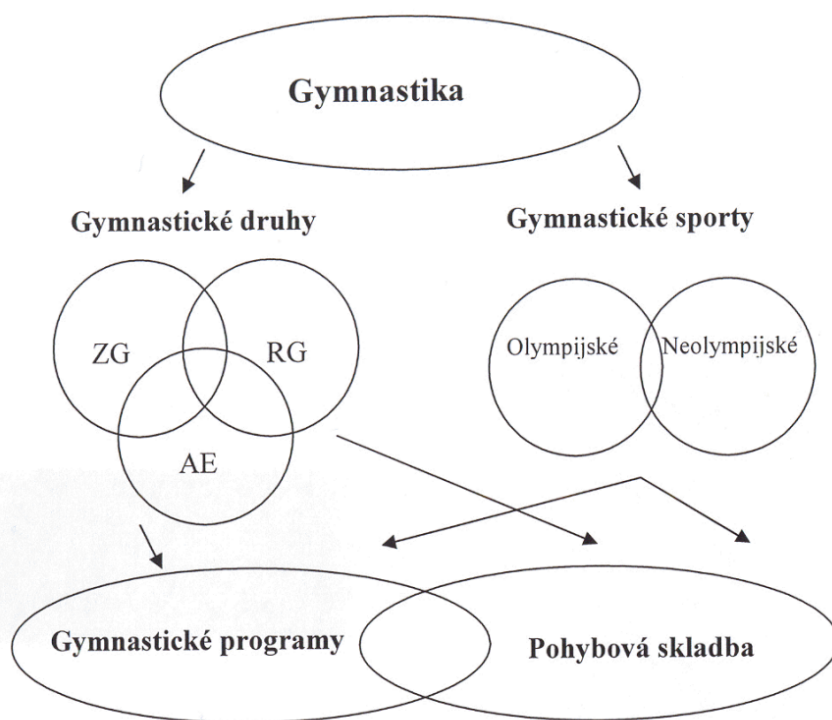 Gymnastika
Gymnastické druhy
Gymnastické sporty
ZG
RG
AE
Olympijské
Neolympijské
Gymnastické programy
Pohybová skladba